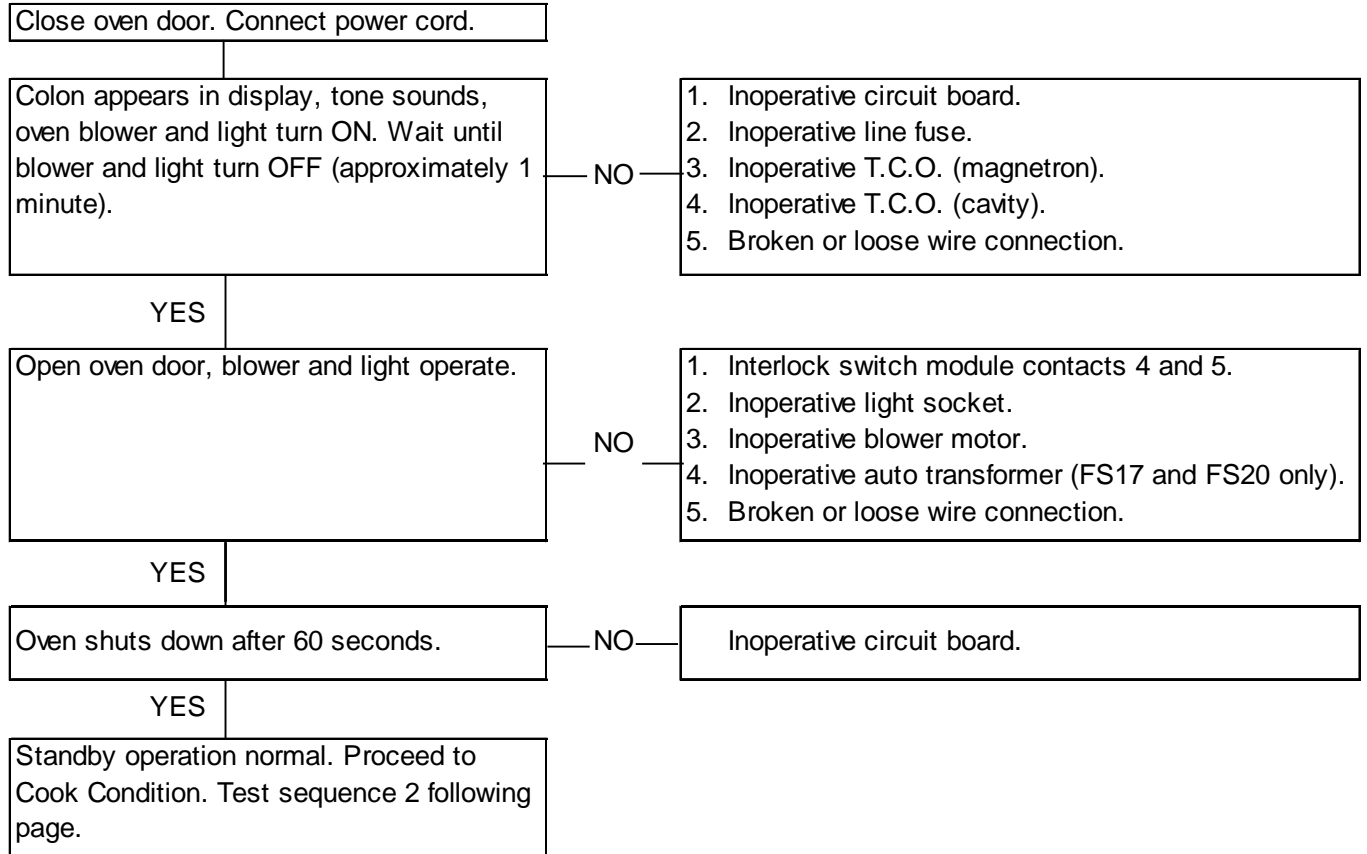 Close oven door. Connect power cord.
Colon appears in display, tone sounds,
oven blower and light turn ON. Wait until
blower and light turn OFF (approximately 1
minute).
NO
1. Inoperative circuit board.
2. Inoperative line fuse.
3. Inoperative T.C.O. (magnetron).
4. Inoperative T.C.O. (cavity).
5. Broken or loose wire connection.
YES
Open oven door, blower and light operate.
NO
1. Interlock switch module contacts 4 and 5.
2. Inoperative light socket.
3. Inoperative blower motor.
4. Inoperative auto transformer (FS17 and FS20 only).
5. Broken or loose wire connection.
YES
Oven shuts down after 60 seconds.
NO
Inoperative circuit board.
YES
Standby operation normal. Proceed to
Cook Condition. Test sequence 2 following
page.